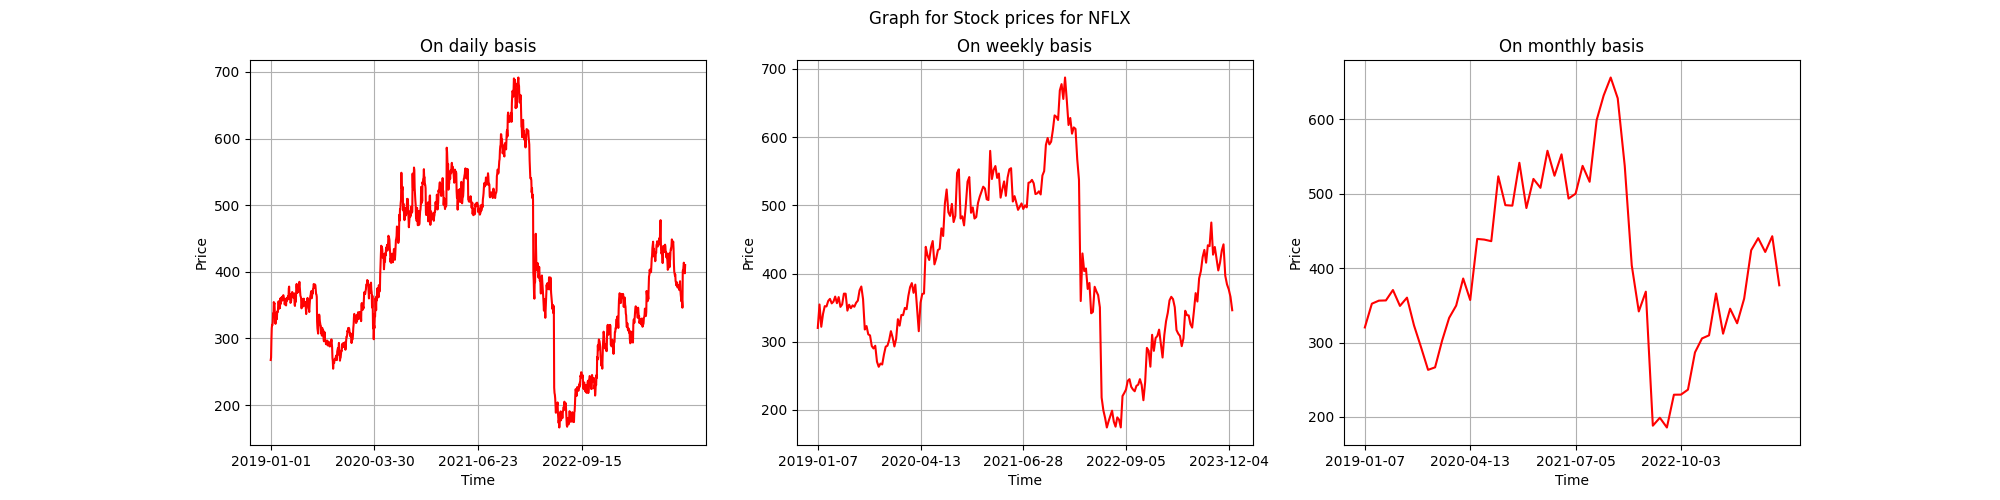 Graph for Stock prices for NFLX
On daily basis
700
600
500
400
300
200
Price
2019-01-01 2020-03-30 2021-06-23 2022-09-15
Time
On weekly basis
700
600
500
400
300
200
Price
2019-01-07 2020-04-13 2021-06-28 2022-09-05 2023-12-04
Time
On monthly basis
600
500
400
300
200
Price
2019-01-07 2020-04-13 2021-07-05 2022-10-03
Time